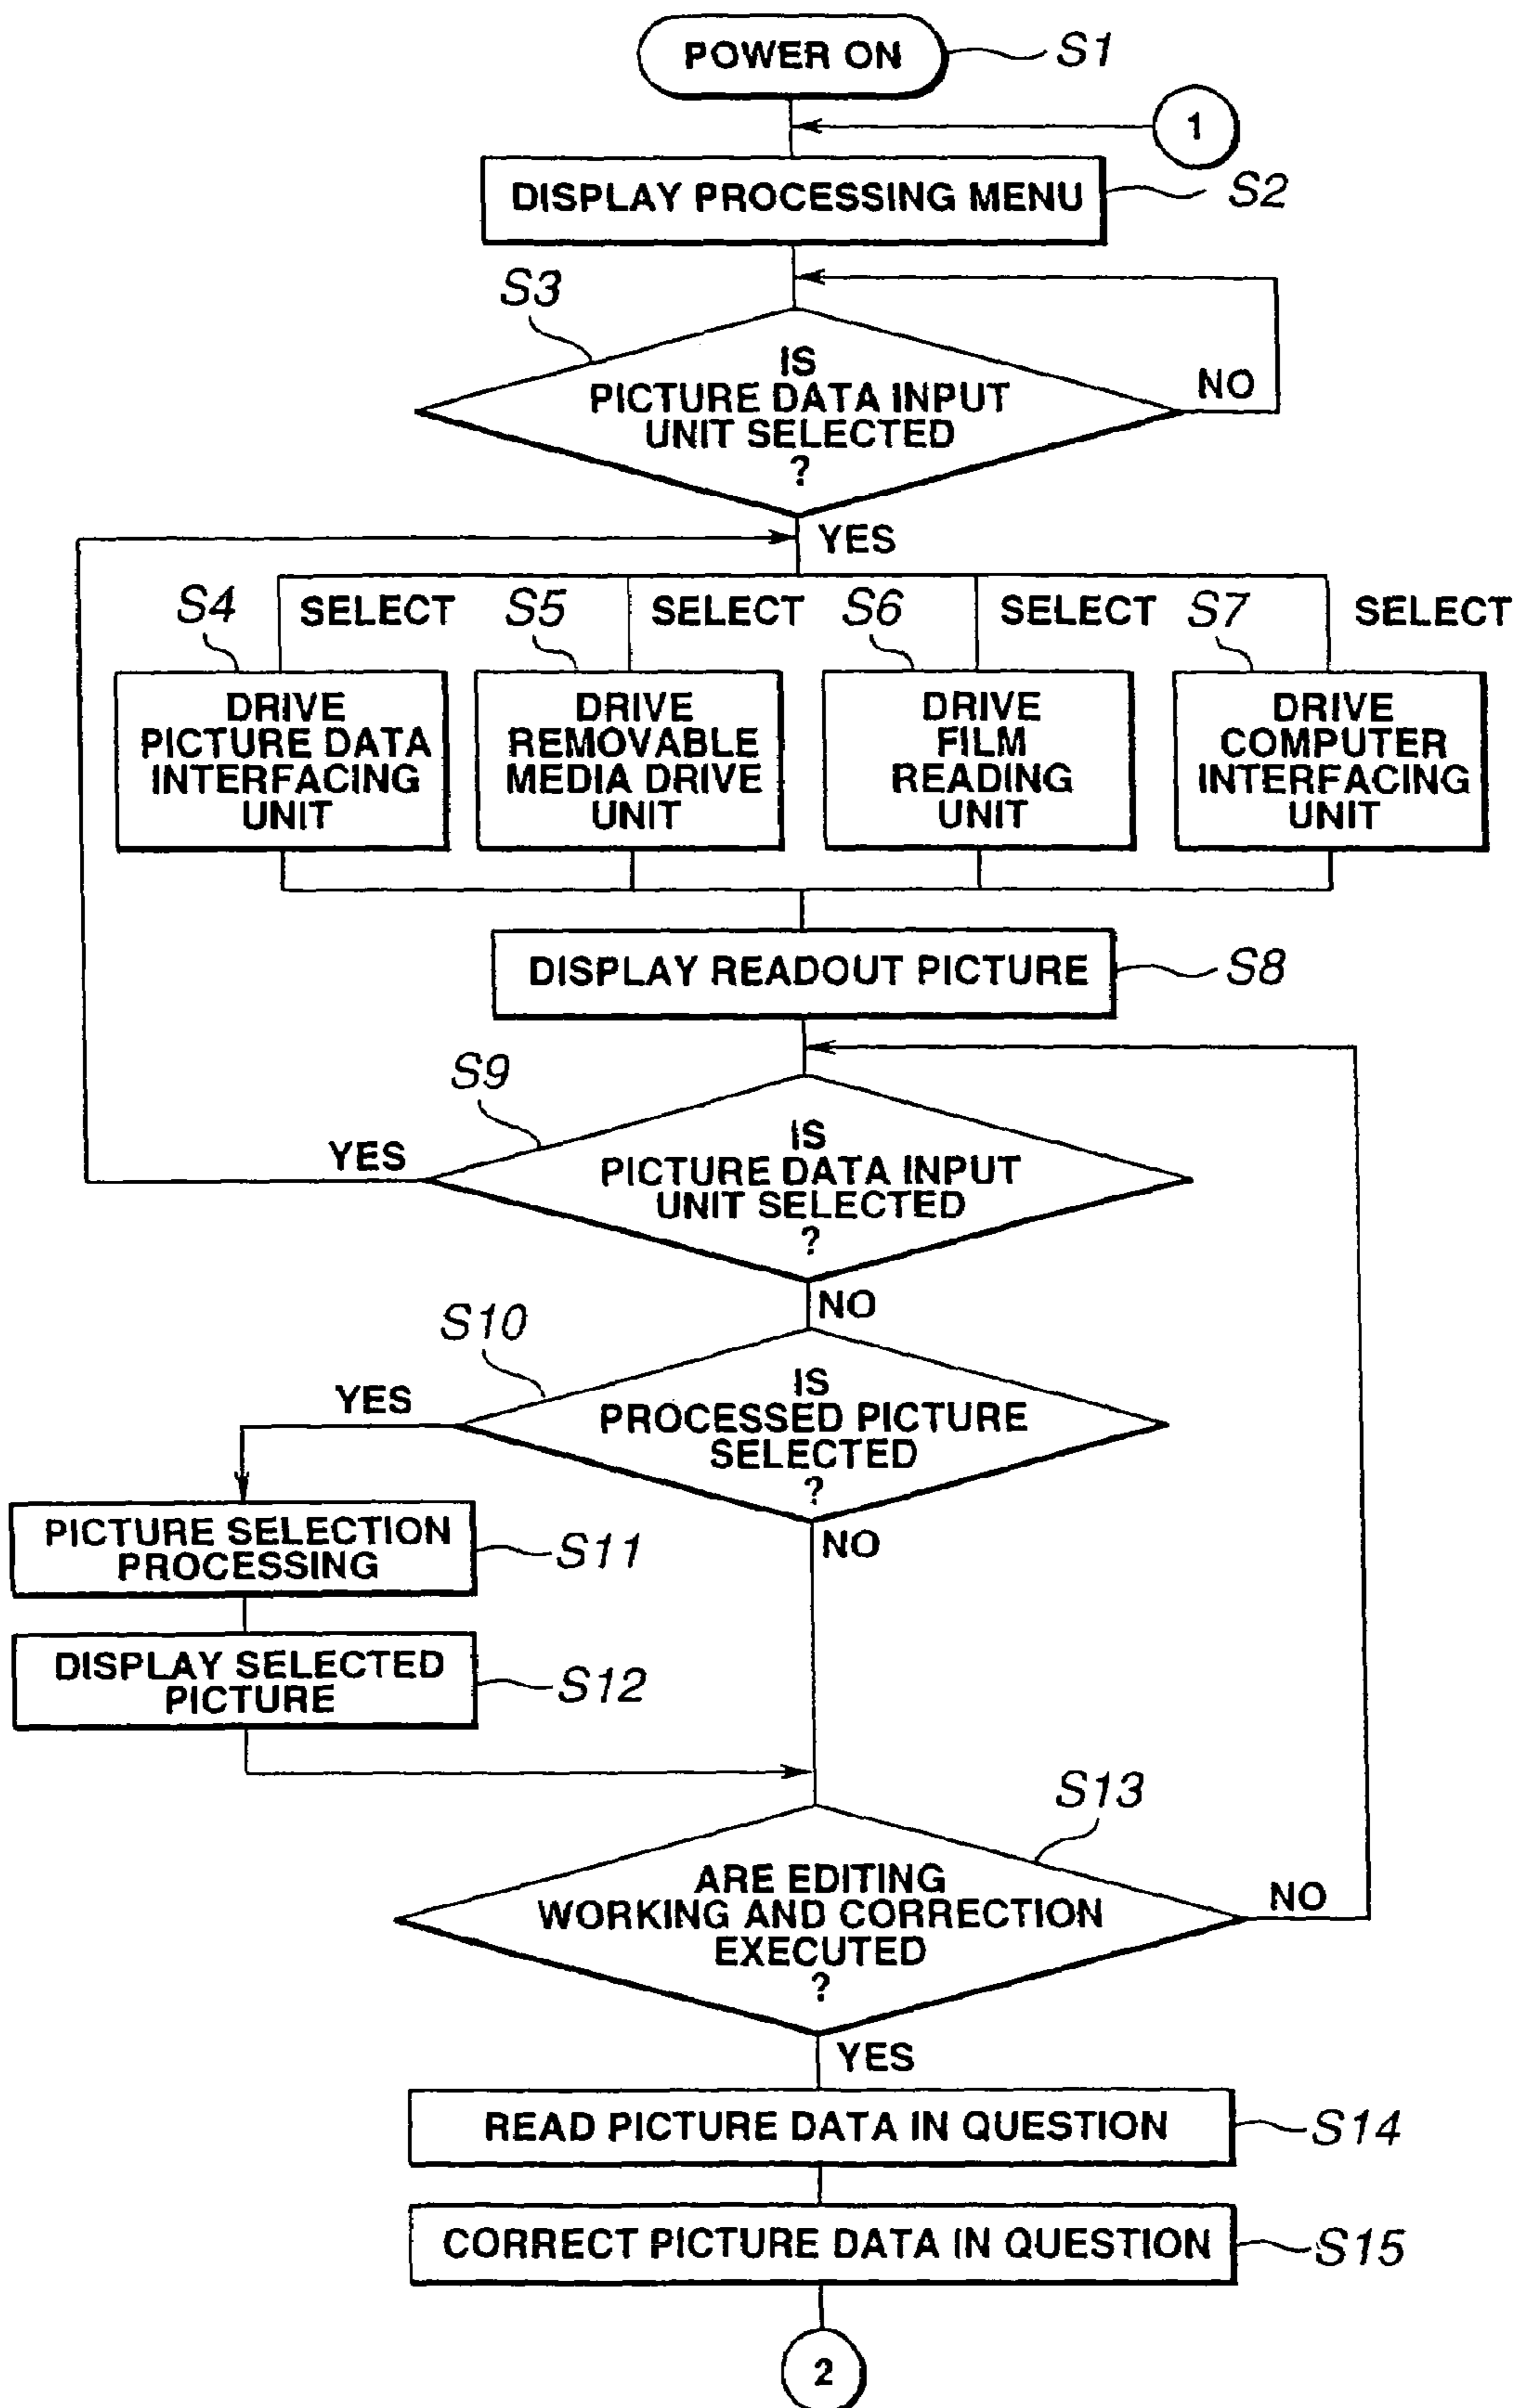 POWER ON
S1
1
DISPLAY PROCESSING MENU
S2
S3
IS
PICTURE DATA INPUT
UNIT SELECTED
?
NO
YES
S4
SELECT
S5
SELECT
S6
SELECT
S7
SELECT
DRIVE
PICTURE DATA
INTERFACING
UNIT
DRIVE
REMOVABLE
MEDIA DRIVE
UNIT
DRIVE
FILM
READING
UNIT
DRIVE
COMPUTER
INTERFACING
UNIT
DISPLAY READOUT PICTURE
S8
S9
YES
IS
PICTURE DATA INPUT
UNIT SELECTED
?
NO
S10
YES
IS
PROCESSED PICTURE
SELECTED
?
NO
PICTURE SELECTION
PROCESSING
S11
DISPLAY SELECTED
PICTURE
S12
S13
ARE EDITING
WORKING AND CORRECTION
EXECUTED
?
NO
YES
READ PICTURE DATA IN QUESTION
S14
CORRECT PICTURE DATA IN QUESTION
S15
2